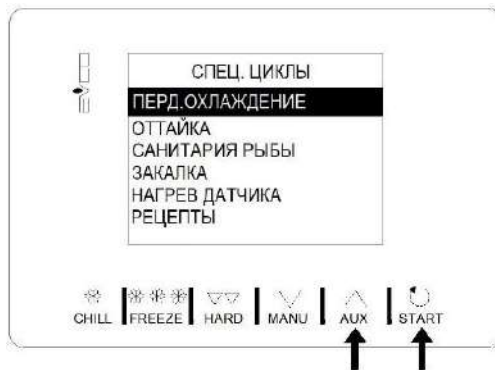 СПЕЦ. ЦИКЛЫ
ПЕРД.ОХЛАЖДЕНИЕ
ОТТАЙКА
САНИТАРИЯ РЫБЫ
ЗАКАЛКА
НАГРЕВ ДАТЧИКА
РЕЦЕПТЫ
CHILL FREEZE HARD MANU AUX START